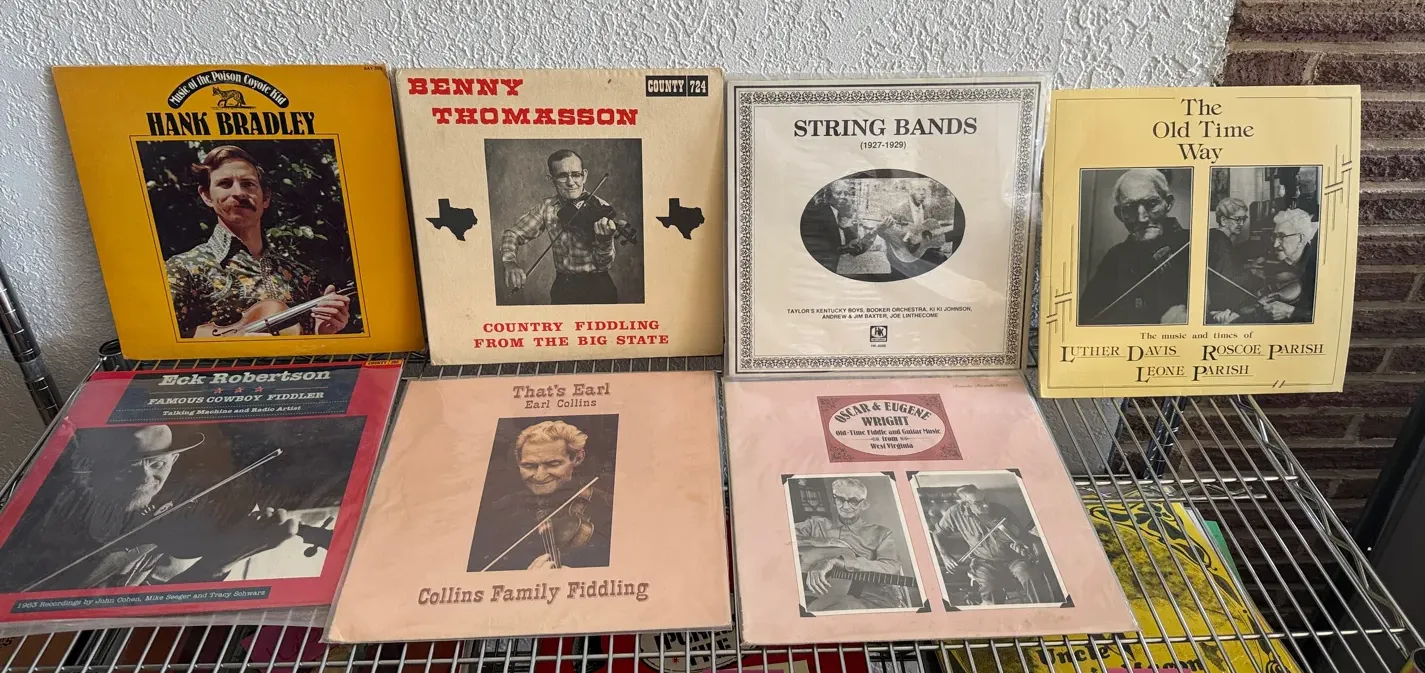 Music of the Poison Coyote Kid
HANK BRADLEY
BENNY
THOMASSON
COUNTY 724
COUNTRY FIDDLING
FROM THE BIG STATE
STRING BANDS
(1927-1929)
TAYLOR'S KENTUCKY BOYS, BOOKER ORCHESTRA, KI KI JOHNSON,
ANDREW & JIM BAXTER, JOE LINTHECOME
HK
The
Old Time
Way
The music and times of
LUTHER DAVIS ROSCOE PARISH
LEONE PARISH
Eck Robertson
FAMOUS COWBOY FIDDLER
Talking Machine and Radio Artist
1963 Recordings by John Cohen, Mike Seeger and Tracy Schwarz
That's Earl
Earl Collins
Collins Family Fiddling
OSCAR & EUGENE
WRIGHT
Old-Time Fiddle and Guitar Music
from
West Virginia
Uncle